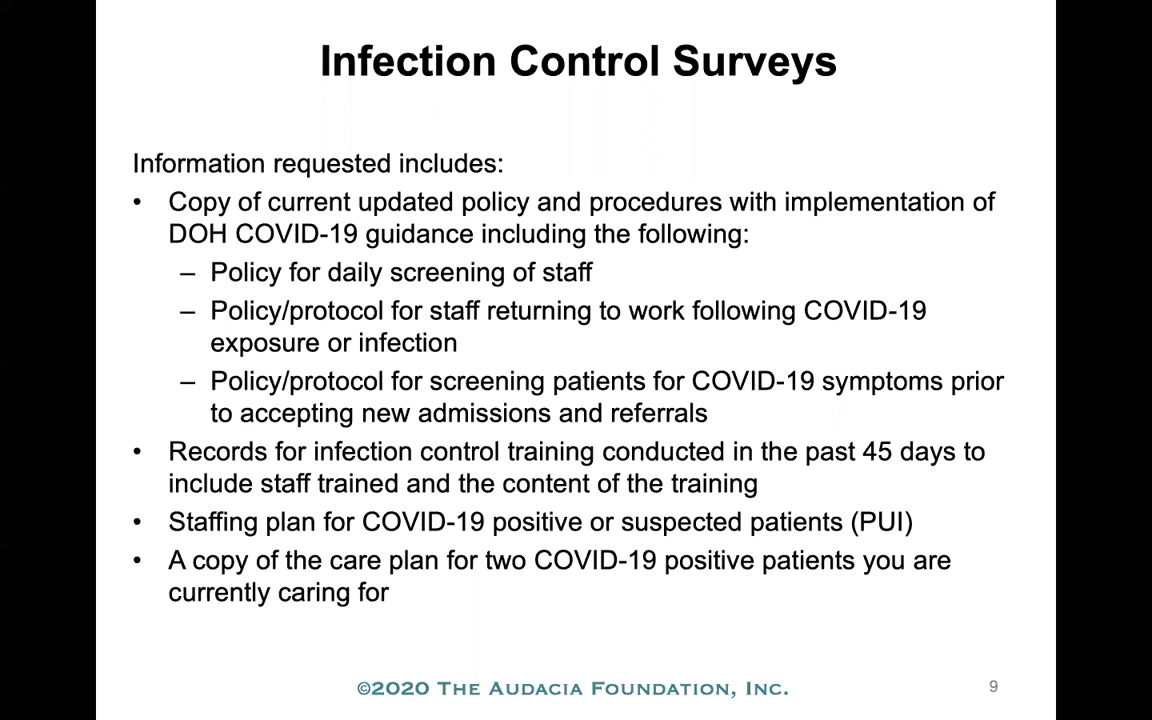 Infection Control Surveys
Information requested includes:
• Copy of current updated policy and procedures with implementation of
DOH COVID-19 guidance including the following:
– Policy for daily screening of staff
– Policy/protocol for staff returning to work following COVID-19
exposure or infection
– Policy/protocol for screening patients for COVID-19 symptoms prior
to accepting new admissions and referrals
• Records for infection control training conducted in the past 45 days to
include staff trained and the content of the training
• Staffing plan for COVID-19 positive or suspected patients (PUI)
• A copy of the care plan for two COVID-19 positive patients you are
currently caring for
©2020 The Audacia Foundation, Inc.
9